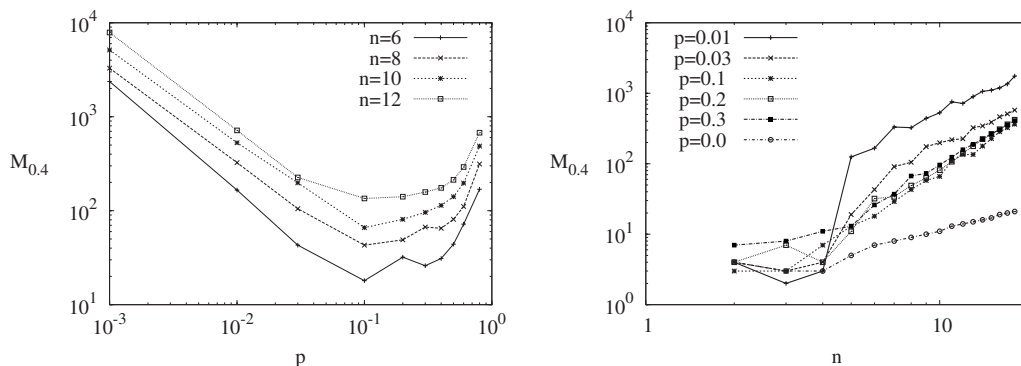 10^4
10^3
10^2
10^1
M_{0.4}
10^{-3}
10^{-2}
10^{-1}
10^0
p
n=6
n=8
n=10
n=12
10^4
10^3
10^2
10^1
10^0
M_{0.4}
1
10
n
p=0.01
p=0.03
p=0.1
p=0.2
p=0.3
p=0.0